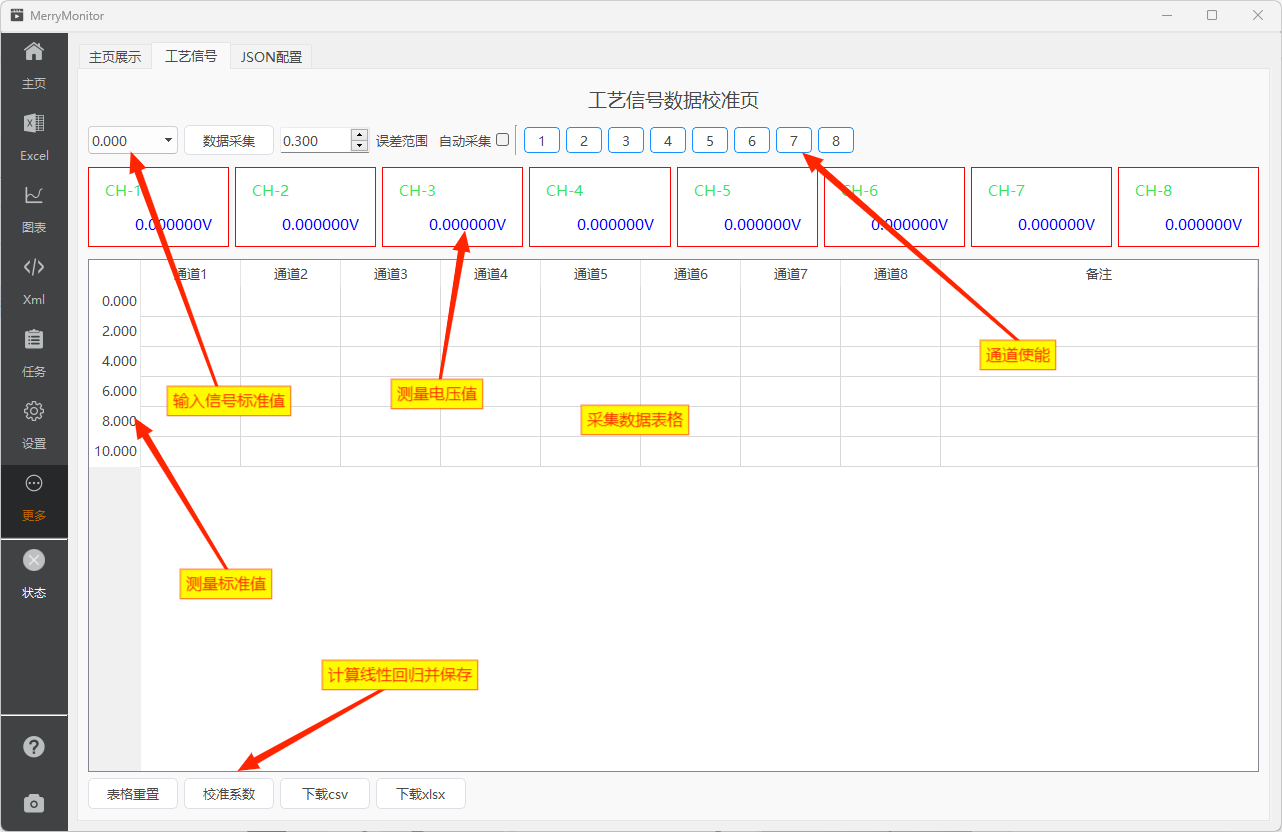 MerryMonitor
主页展示 工艺信号 JSON配置
主页
Excel
图表
Xml
任务
设置
更多
状态
工艺信号数据校准页
0.000 数据采集 0.300 误差范围 自动采集 1 2 3 4 5 6 7 8
CH-1 CH-2 CH-3 CH-4 CH-5 CH-6 CH-7 CH-8
0.000000V 0.000000V 0.000000V 0.000000V 0.000000V 0.000000V 0.000000V 0.000000V
通道1 通道2 通道3 通道4 通道5 通道6 通道7 通道8 备注
0.000
2.000
4.000
6.000
8.000
10.000
通道使能
测量电压值
输入信号标准值
采集数据表格
测量标准值
计算线性回归并保存
表格重置 校准系数 下载csv 下载xlsx